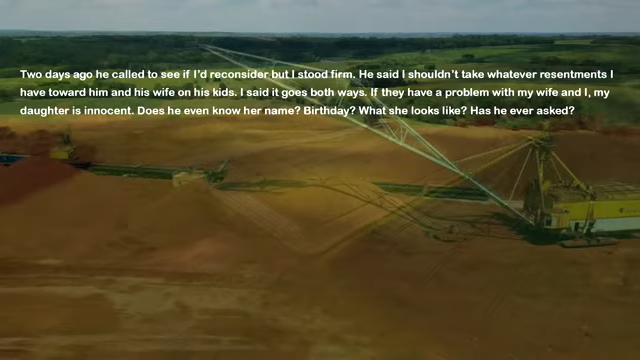 Two days ago he called to see if I'd reconsider but I stood firm. He said I shouldn't take whatever resentments I
have toward him and his wife on his kids. I said it goes both ways. If they have a problem with my wife and I, my
daughter is innocent. Does he even know her name? Birthday? What she looks like? Has he ever asked?